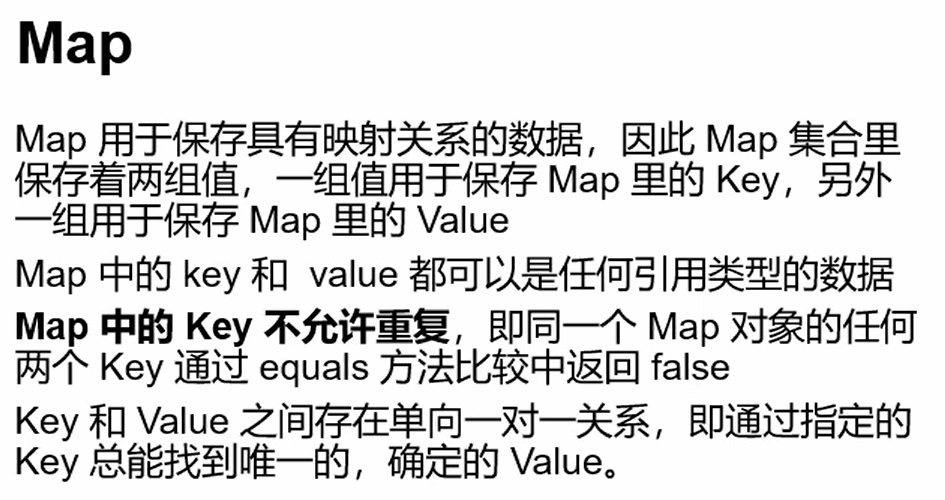 Map
Map 用于保存具有映射关系的数据，因此 Map 集合里
保存着两组值，一组值用于保存 Map 里的 Key，另外
一组用于保存 Map 里的 Value
Map 中的 key 和 value 都可以是任何引用类型的数据
Map 中的 Key 不允许重复，即同一个 Map 对象的任何
两个 Key 通过 equals 方法比较中返回 false
Key 和 Value 之间存在单向一对一关系，即通过指定的
Key 总能找到唯一的，确定的 Value。